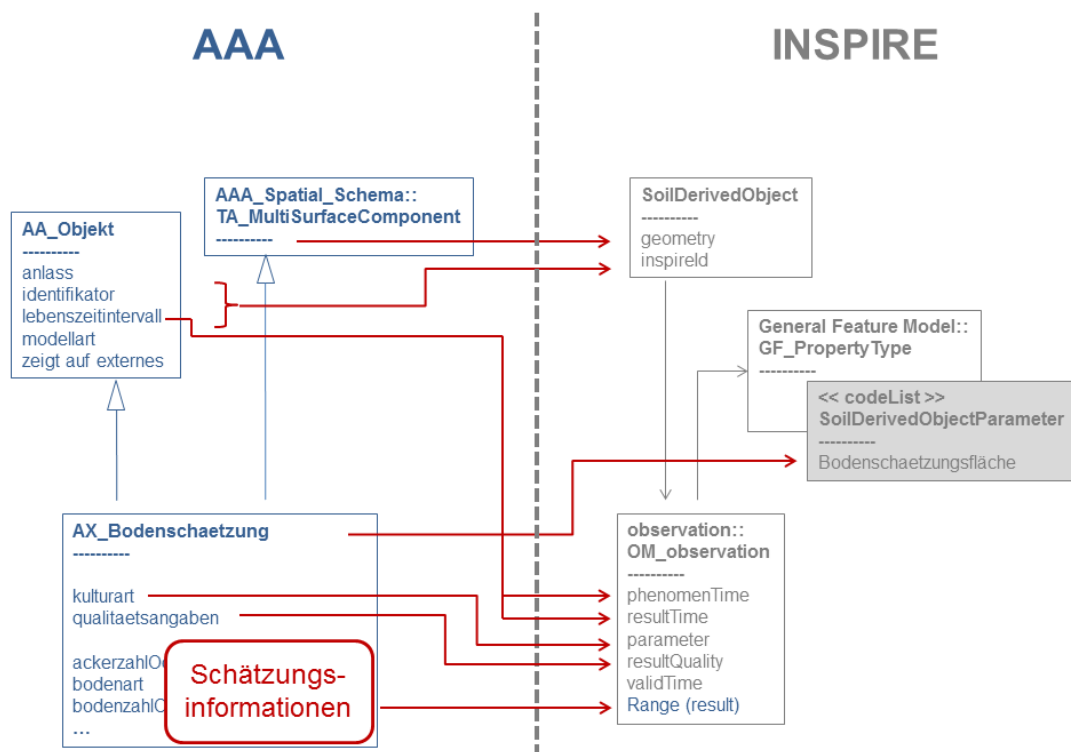 AAA
INSPIRE
AAA_Spatial_Schema::
TA_MultiSurfaceComponent
----------
AA_Objekt
----------
anlass
identifikator
lebenszeitintervall
modellart
zeigt auf externes
SoilDerivedObject
----------
geometry
inspireId
General Feature Model::
GF_PropertyType
----------
<< codeList >>
SoilDerivedObjectParameter
----------
Bodenschaetzungsfläche
AX_Bodenschaetzung
----------
kulturart
qualitaetsangaben
bodenart
...
Schätzungs-
informationen
observation::
OM_observation
----------
phenomenTime
resultTime
parameter
resultQuality
validTime
Range (result)